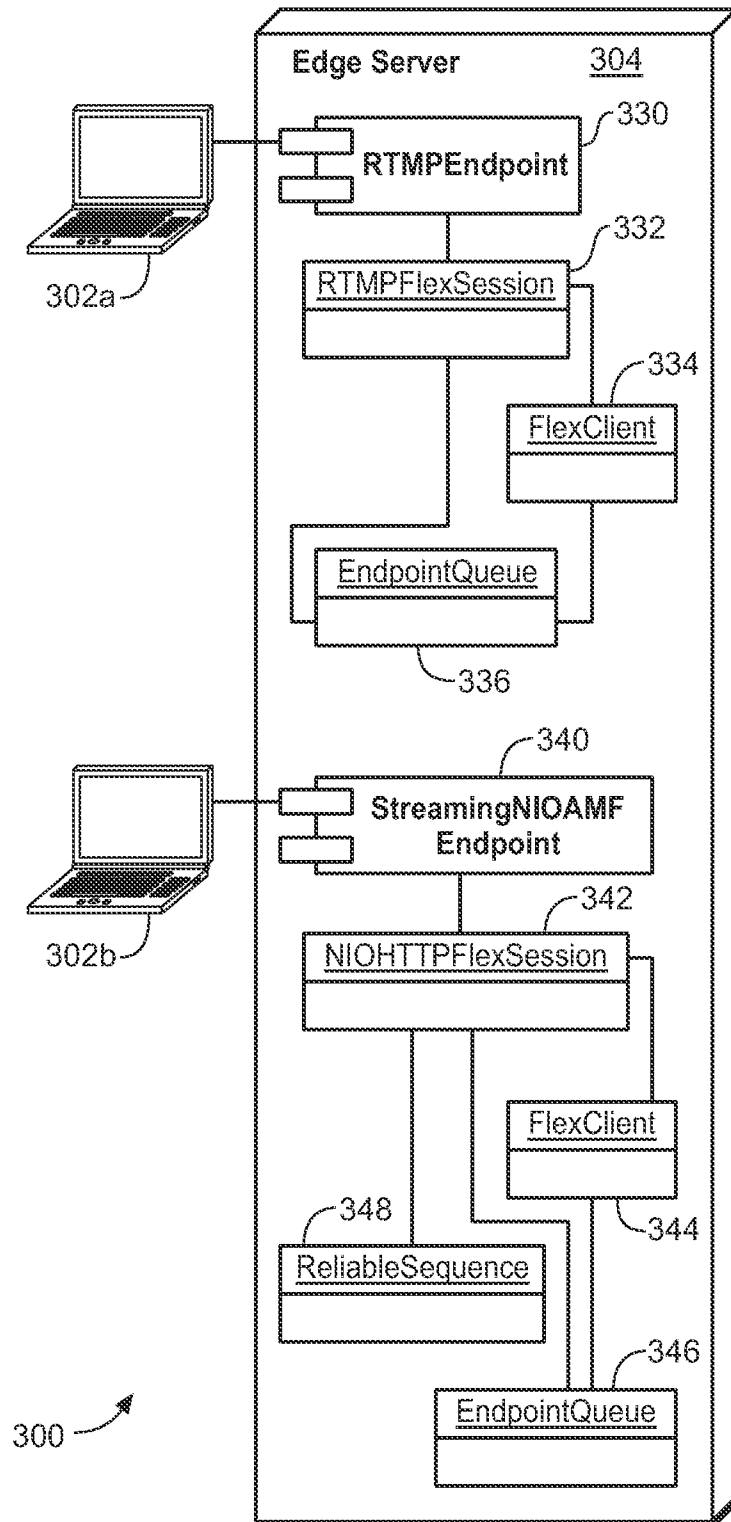 Edge Server 304
330
RTMPEndpoint
332
RTMPFlexSession
302a
334
FlexClient
EndpointQueue
336
340
StreamingNIOAMF
Endpoint
342
302b
NIOHTTPFlexSession
FlexClient
348
344
ReliableSequence
346
EndpointQueue
300